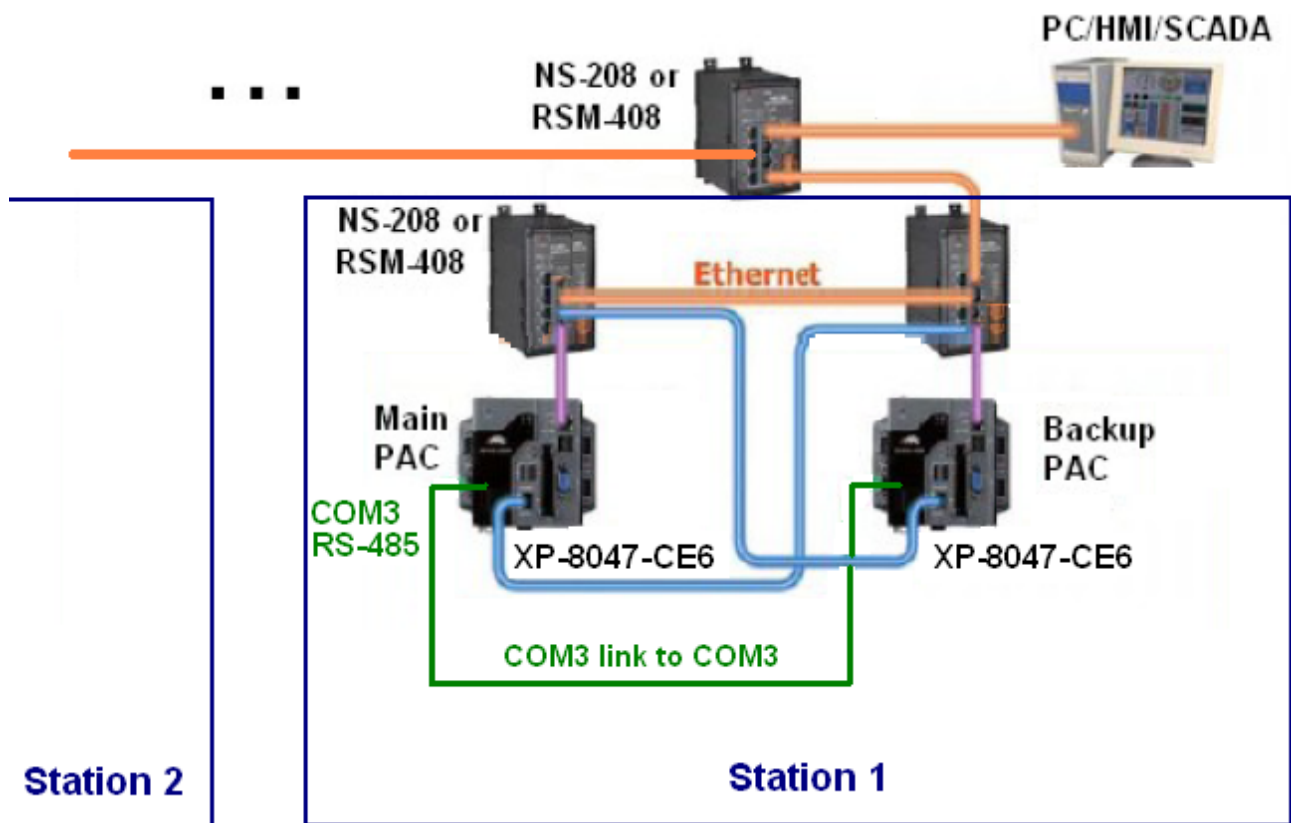 PC/HMI/SCADA
NS-208 or
RSM-408
...
NS-208 or
RSM-408
Ethernet
Main
PAC
Backup
PAC
COM3
RS-485
XP-8047-CE6
XP-8047-CE6
COM3 link to COM3
Station 2
Station 1